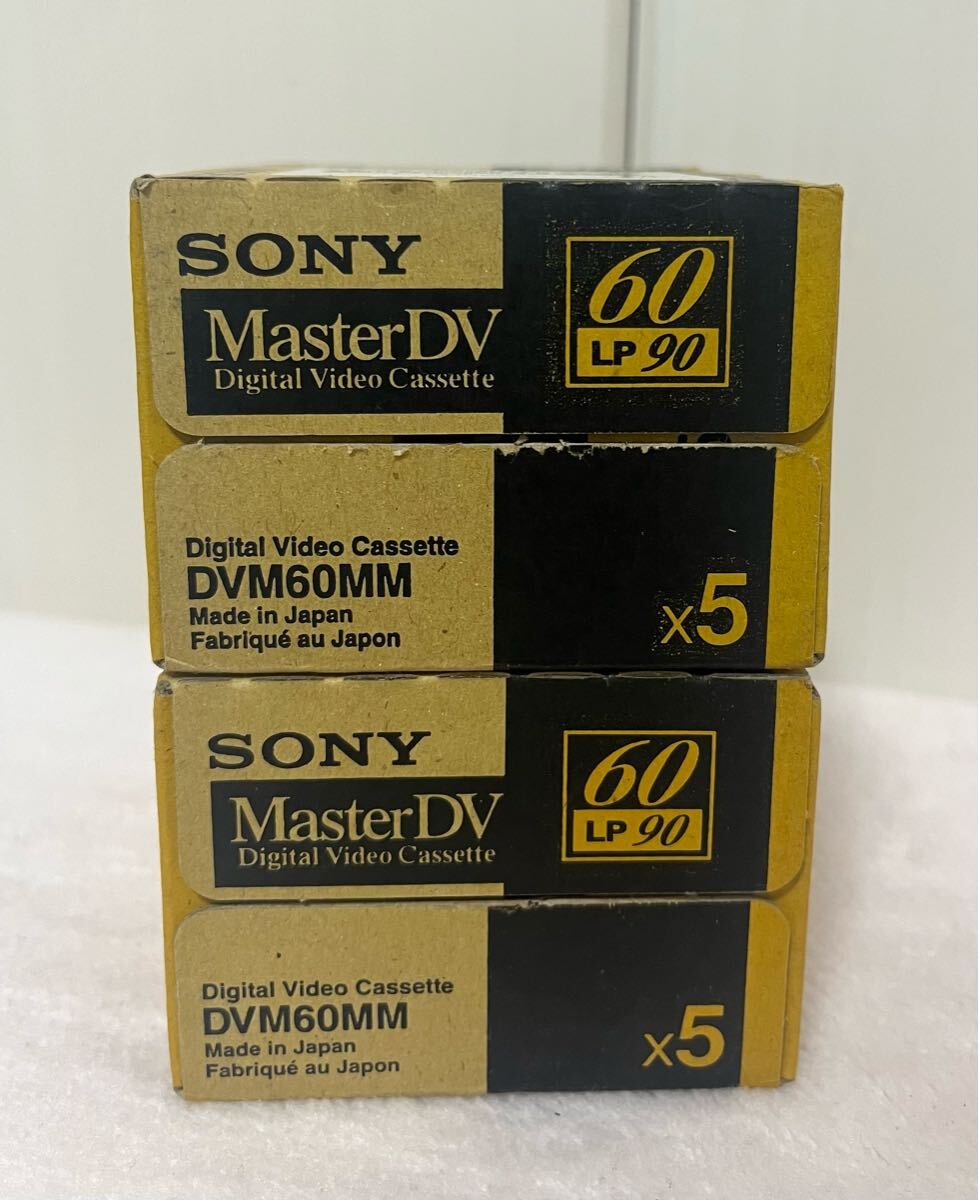 SONY
MasterDV
Digital Video Cassette
60
LP 90
Digital Video Cassette
DVM60MM
Made in Japan
Fabriqué au Japon
x5
SONY
MasterDV
Digital Video Cassette
60
LP 90
Digital Video Cassette
DVM60MM
Made in Japan
Fabriqué au Japon
x5